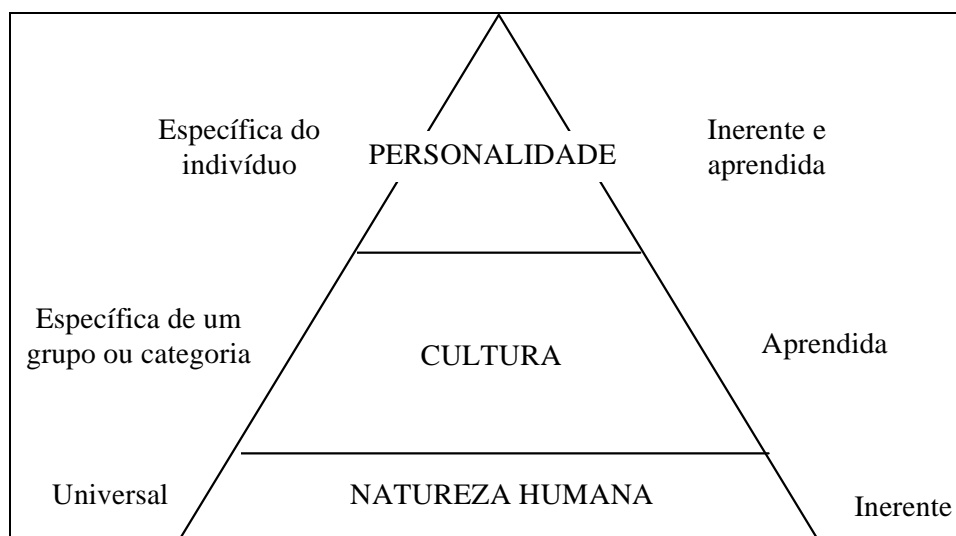 Específica do
indivíduo
PERSONALIDADE
Inerente e
aprendida
Específica de um
grupo ou categoria
CULTURA
Aprendida
Universal
NATUREZA HUMANA
Inerente